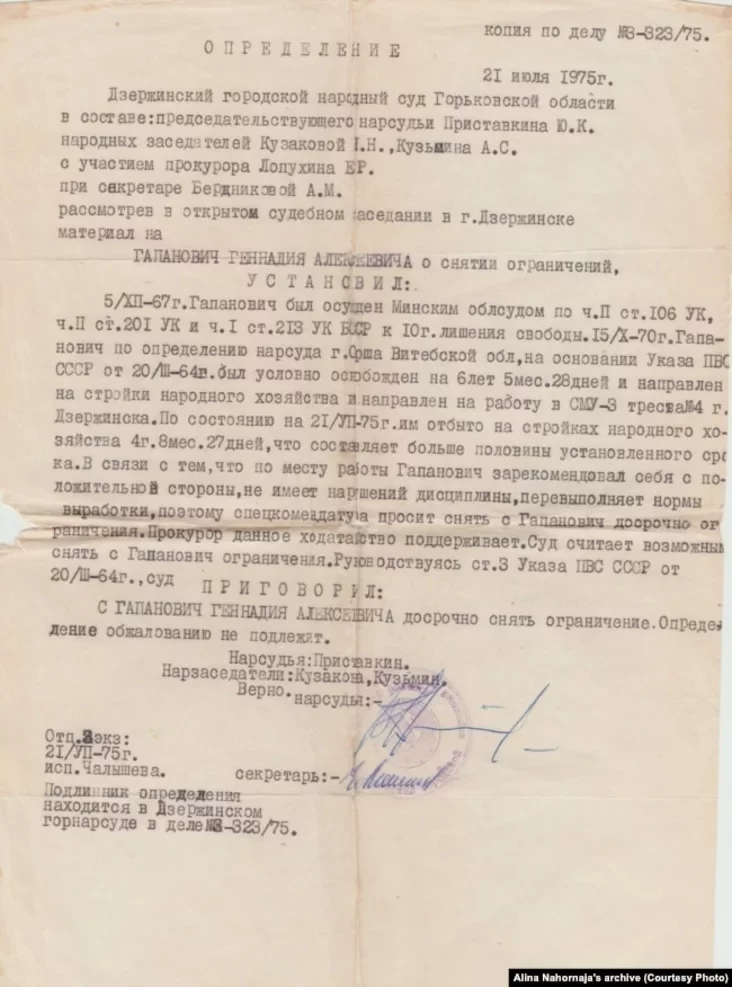 копия по делу №3-323/75.
ОПРЕДЕЛЕНИЕ
21 июля 1975г.
Дзержинский городской народный суд Горьковской области
в составе:председательствующего нарсудьи Приставкина Ю.К.
народных заседателей Кузаковой Н.Н.,Кузьмина А.С.
с участием прокурора Лопухина ЕР.
при секретаре Бердниковой А.М.
рассмотрев в открытом судебном заседании в г.Дзержинске
материал на
ГАПАНОВИЧ ГЕННАДИЯ АЛЕКСЕЕВИЧА о снятии ограничений,
УСТАНОВИЛ:
5/ХП-67г.Гапанович был осужден Минским облсудом по ч.П ст.106 УК,
ч.П ст.201 УК и ч.I ст.213 УК БССР к 10г.лишения свободы.15/Х-70г.Гапа-
нович по определению нарсуда г.Орша Витебской обл,на основании Указа ПВС
СССР от 20/Ш-64г.был условно освобожден на 6лет 5мес.28дней и направлен
на стройки народного хозяйства и направлен на работу в СМУ-3 треста№4 г.
Дзержинска.По состоянию на 21/УП-75г.им отбыто на стройках народного хо-
зяйства 4г.8мес.27дней,что составляет больше половины установленного сро
ка.В связи с тем,что по месту работы Гапанович зарекомендовал себя с по-
ложительной стороны,не имеет нарушений дисциплины,перевыполняет нормы
выработки,поэтому спецкомендатура просит снять с Гапанович досрочно ог
раничения.Прокурор данное ходатайство поддерживает.Суд считает возможным
снять с Гапанович ограничения.Руководствуясь ст.3 Указа ПВС СССР от
20/Ш-64г.,суд
ПРИГОВОРИЛ:
С ГАПАНОВИЧ ГЕННАДИЯ АЛЕКСЕЕВИЧА досрочно снять ограничение.Опреде
ление обжалованию не подлежит.
Нарсудья:Приставкин.
Нарзаседатели:Кузакова,Кузьмин.
Верно.
нарсудья:-
Отп.2экз:
21/УП-75г.
исп.Чалышева.
секретарь:-
Подлинник определения
находится в Дзержинском
горнарсуде в деле№3-323/75.
Alina Nahornaja's archive (Courtesy Photo)